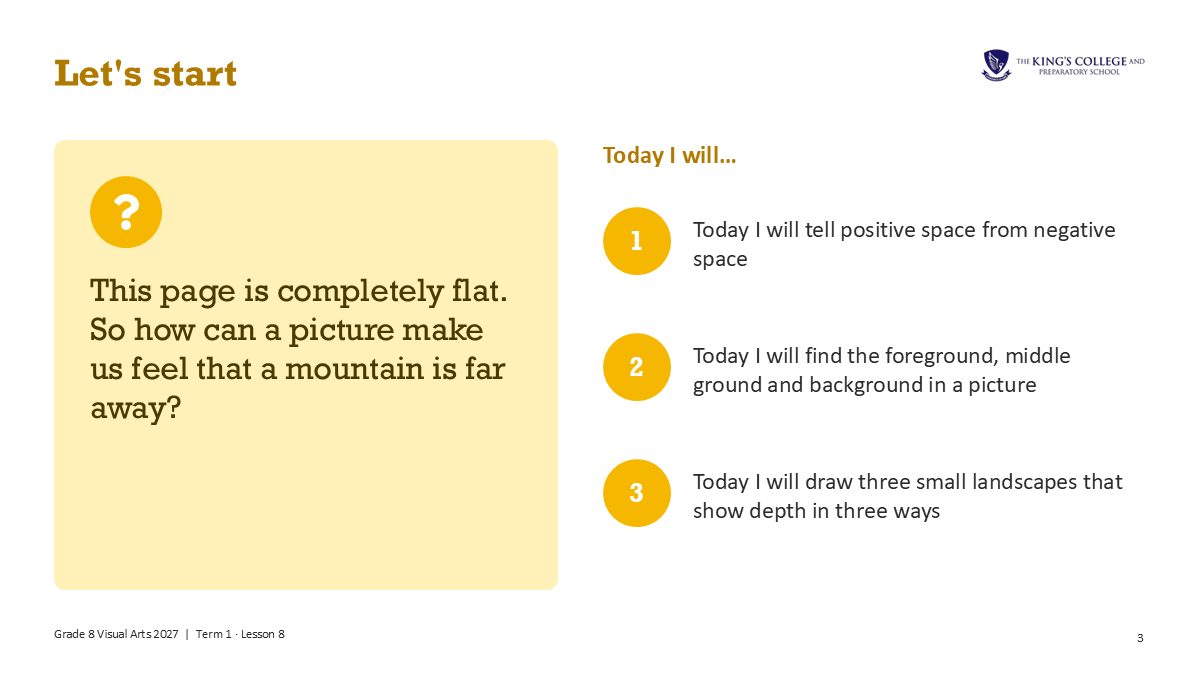 Let's start
THE KING'S COLLEGE AND
PREPARATORY SCHOOL
?
This page is completely flat.
So how can a picture make
us feel that a mountain is far
away?
Today I will...
1
Today I will tell positive space from negative
space
2
Today I will find the foreground, middle
ground and background in a picture
3
Today I will draw three small landscapes that
show depth in three ways
Grade 8 Visual Arts 2027 | Term 1 · Lesson 8
3